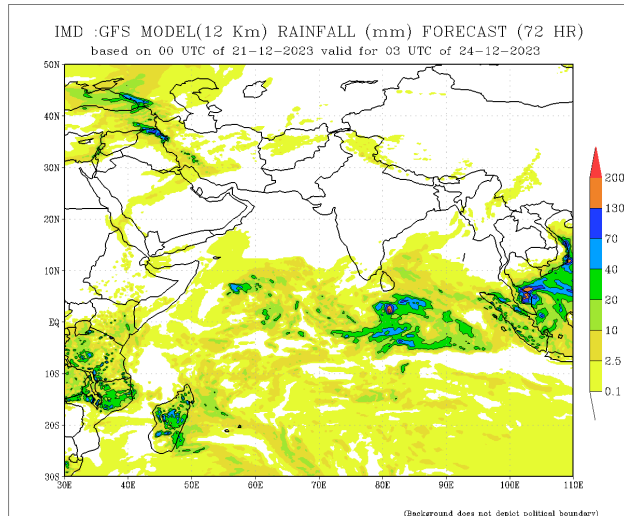 IMD :GFS MODEL(12 Km) RAINFALL (mm) FORECAST (72 HR)
based on 00 UTC of 21-12-2023 valid for 03 UTC of 24-12-2023
50N
40N
30N
20N
10N
EQ
10S
20S
30S
30E 40E 50E 60E 70E 80E 90E 100E 110E
200
130
70
40
20
10
2.5
0.1
(Background does not depict political boundary)